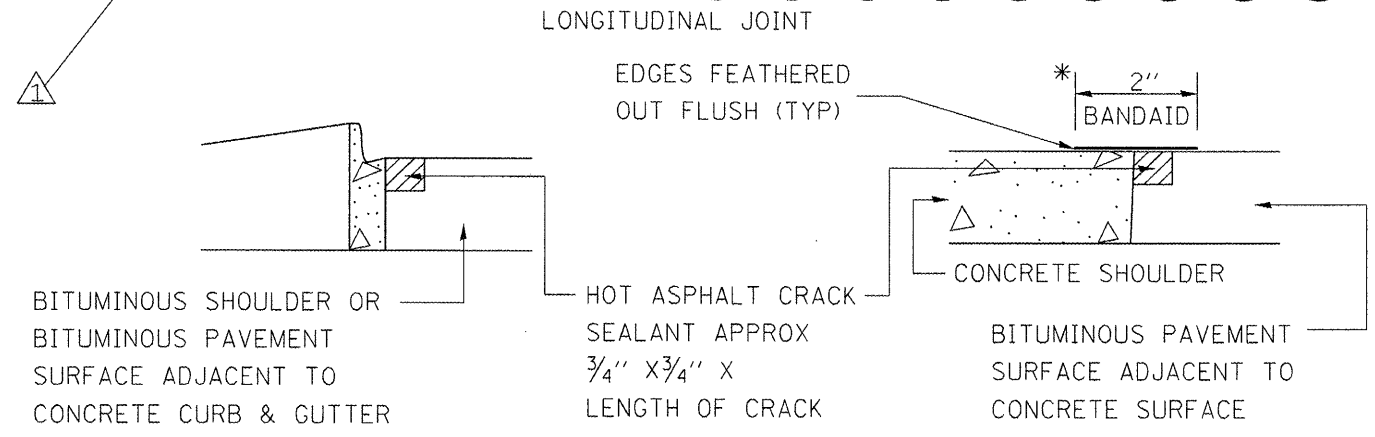 LONGITUDINAL JOINT
1
EDGES FEATHERED
OUT FLUSH (TYP)
* 2"
BANDAID
CONCRETE SHOULDER
BITUMINOUS SHOULDER OR
BITUMINOUS PAVEMENT
SURFACE ADJACENT TO
CONCRETE CURB & GUTTER
HOT ASPHALT CRACK
SEALANT APPROX
3/4" X3/4" X
LENGTH OF CRACK
BITUMINOUS PAVEMENT
SURFACE ADJACENT TO
CONCRETE SURFACE